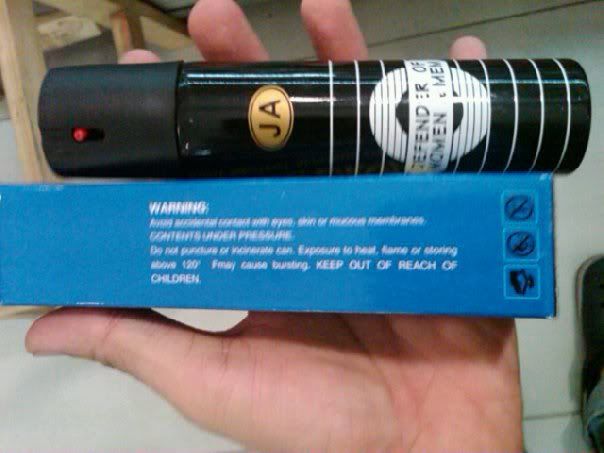 JA
DEFENDER OF
WOMEN & MEN
WARNING:
Avoid accidental contact with eyes, skin or mucous membranes.
CONTENTS UNDER PRESSURE.
Do not puncture or incinerate can. Exposure to heat, flame or storing
above 120° Fmay cause bursting. KEEP OUT OF REACH OF
CHILDREN.